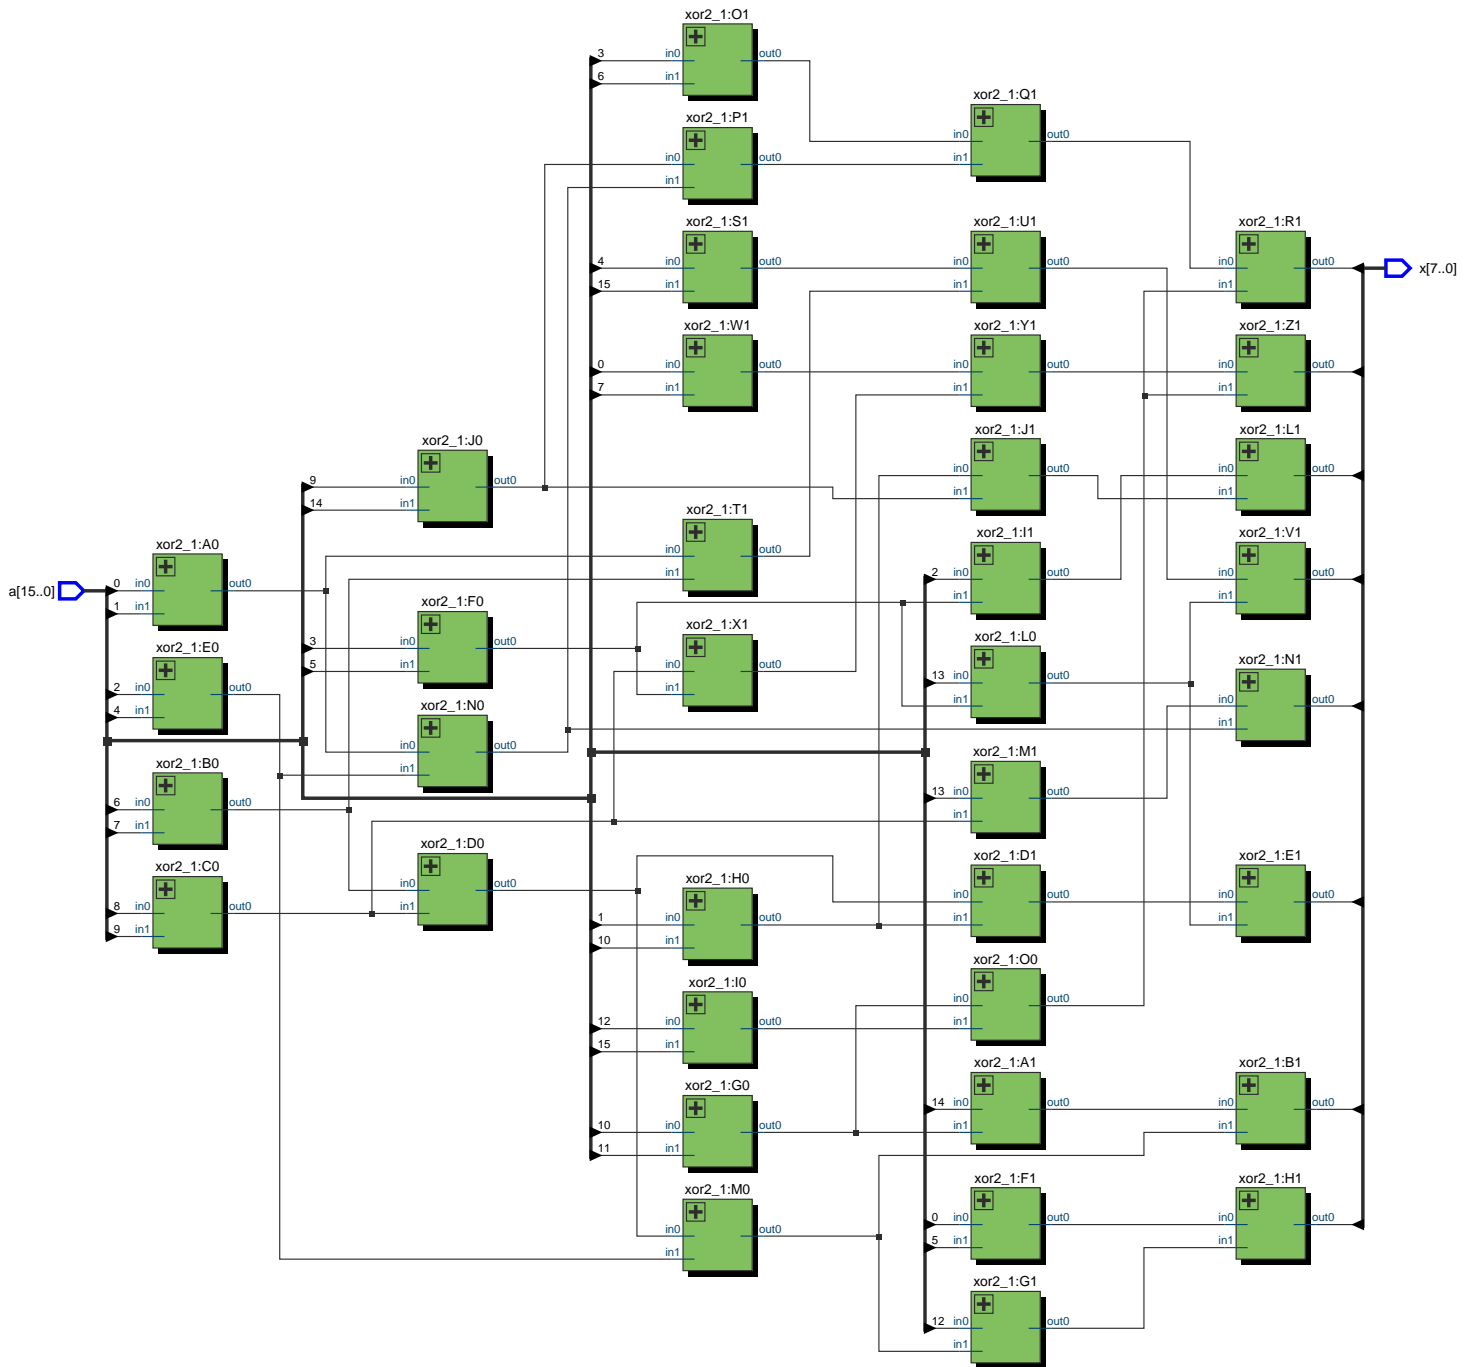 xor2_1:O1
3 in0 out0
6 in1
xor2_1:Q1
in0 out0
in1
xor2_1:P1
in0 out0
in1
xor2_1:S1
4 in0 out0
15 in1
xor2_1:U1
in0 out0
in1
xor2_1:R1
in0 out0
in1
x[7..0]
xor2_1:W1
0 in0 out0
7 in1
xor2_1:Y1
in0 out0
in1
xor2_1:Z1
in0 out0
in1
xor2_1:J0
9 in0 out0
14 in1
xor2_1:J1
in0 out0
in1
xor2_1:L1
in0 out0
in1
xor2_1:T1
in0 out0
in1
xor2_1:I1
2 in0 out0
in1
xor2_1:V1
in0 out0
in1
a[15..0]
xor2_1:A0
0 in0 out0
1 in1
xor2_1:F0
3 in0 out0
5 in1
xor2_1:X1
in0 out0
in1
xor2_1:L0
13 in0 out0
in1
xor2_1:E0
2 in0 out0
4 in1
xor2_1:N1
in0 out0
in1
xor2_1:N0
in0 out0
in1
xor2_1:B0
6 in0 out0
7 in1
xor2_1:M1
13 in0 out0
in1
xor2_1:C0
8 in0 out0
9 in1
xor2_1:D0
in0 out0
in1
xor2_1:H0
1 in0 out0
10 in1
xor2_1:D1
in0 out0
in1
xor2_1:E1
in0 out0
in1
xor2_1:I0
12 in0 out0
15 in1
xor2_1:O0
in0 out0
in1
xor2_1:G0
10 in0 out0
11 in1
xor2_1:A1
14 in0 out0
in1
xor2_1:B1
in0 out0
in1
xor2_1:M0
in0 out0
in1
xor2_1:F1
0 in0 out0
5 in1
xor2_1:H1
in0 out0
in1
xor2_1:G1
12 in0 out0
in1